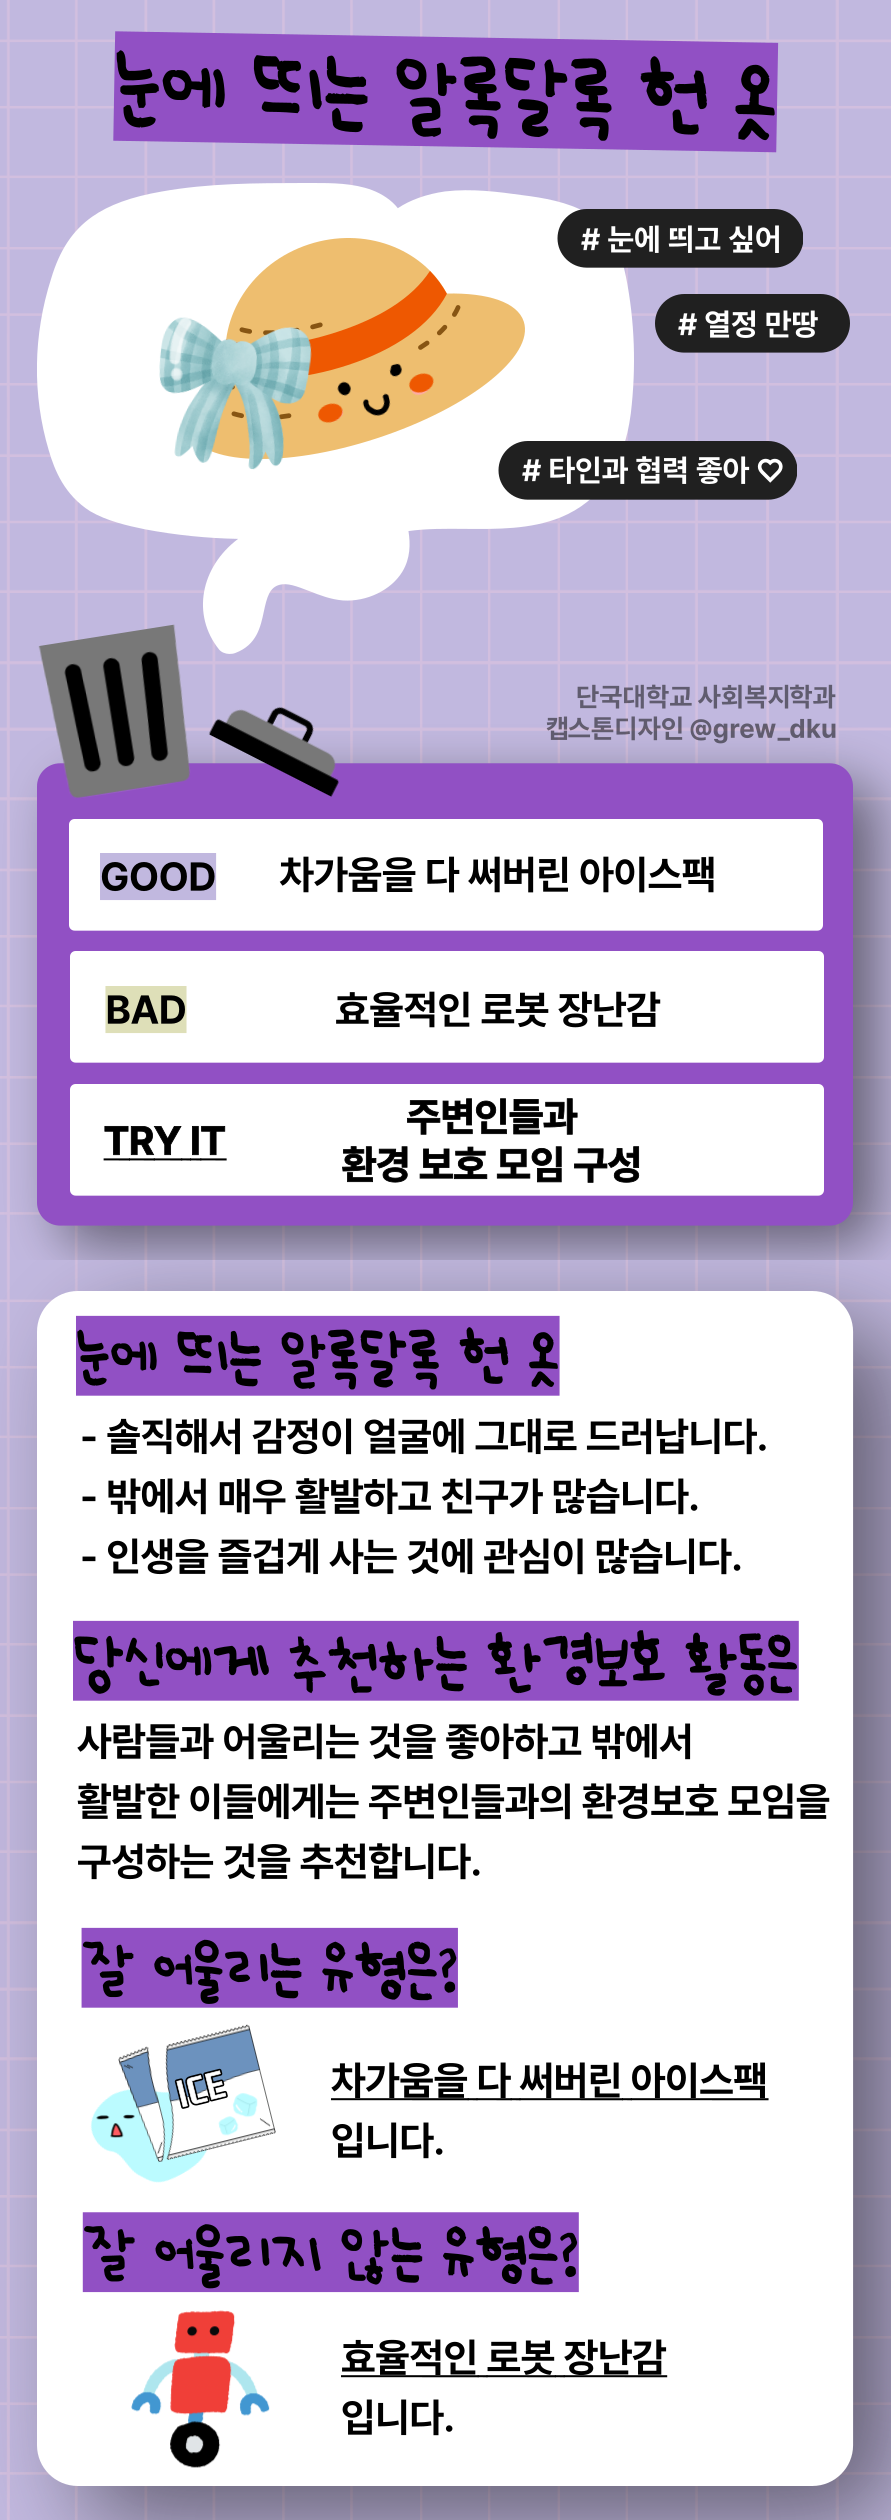 눈에 띄는 알록달록 헌 옷
# 눈에 띄고 싶어
# 열정 만땅
# 타인과 협력 좋아 ♡
단국대학교 사회복지학과
캡스톤디자인 @grew_dku
GOOD 차가움을 다 써버린 아이스팩
BAD 효율적인 로봇 장난감
TRY IT 주변인들과
환경 보호 모임 구성
눈에 띄는 알록달록 헌 옷
- 솔직해서 감정이 얼굴에 그대로 드러납니다.
- 밖에서 매우 활발하고 친구가 많습니다.
- 인생을 즐겁게 사는 것에 관심이 많습니다.
당신에게 추천하는 환경보호 활동은
사람들과 어울리는 것을 좋아하고 밖에서
활발한 이들에게는 주변인들과의 환경보호 모임을
구성하는 것을 추천합니다.
잘 어울리는 유형은?
ICE
차가움을 다 써버린 아이스팩
입니다.
잘 어울리지 않는 유형은?
효율적인 로봇 장난감
입니다.